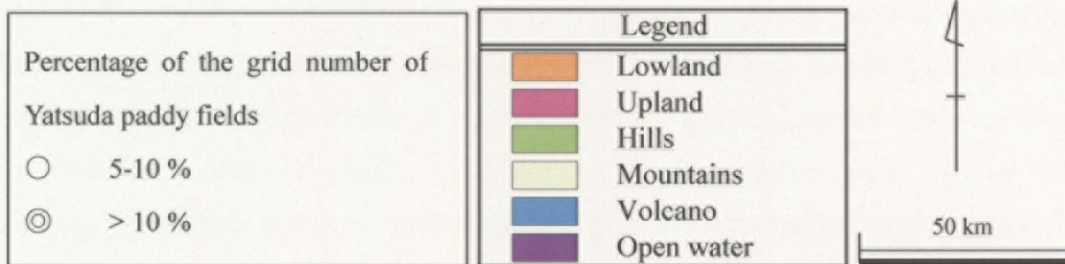 Percentage of the grid number of
Yatsuda paddy fields
5-10 %
> 10 %
Legend
Lowland
Upland
Hills
Mountains
Volcano
Open water
50 km